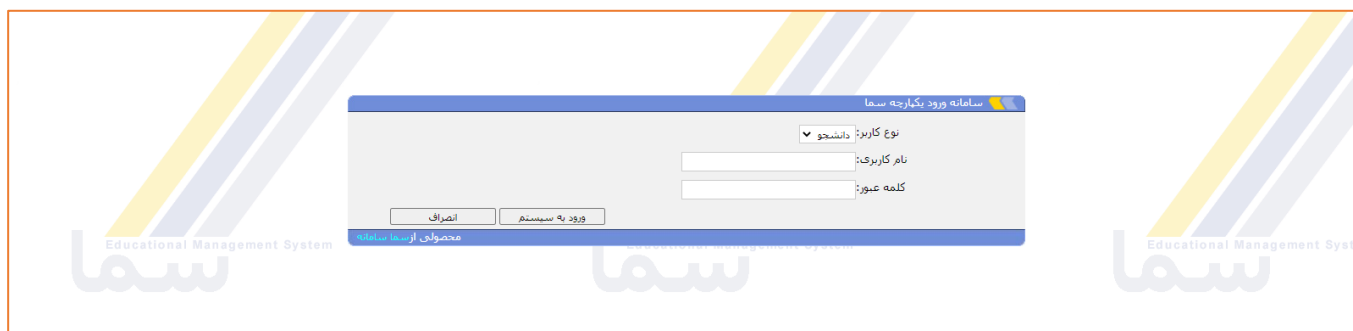 سامانه ورود یکپارچه سما
نوع کاربر: دانشجو
نام کاربری:
کلمه عبور:
ورود به سیستم انصراف
محصولی از سما سامانه
Educational Management System
سما
Educational Management System
سما
Educational Management Syst
سما